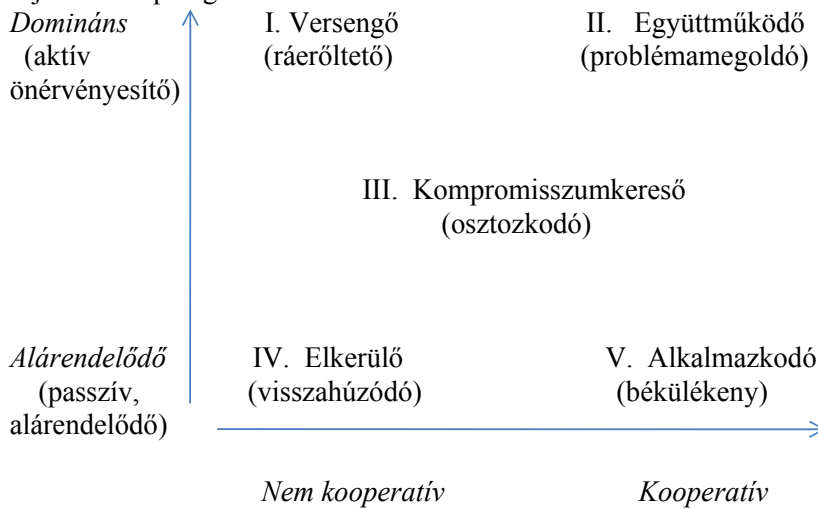 Domináns I. Versengő II. Együttműködő
(aktív (ráerőltető) (problémamegoldó)
önérvényesítő)
III. Kompromisszumkereső
(osztozkodó)
Alárendelődő IV. Elkerülő V. Alkalmazkodó
(passzív, (visszahúzódó) (békülékeny)
alárendelődő)
Nem kooperatív Kooperatív